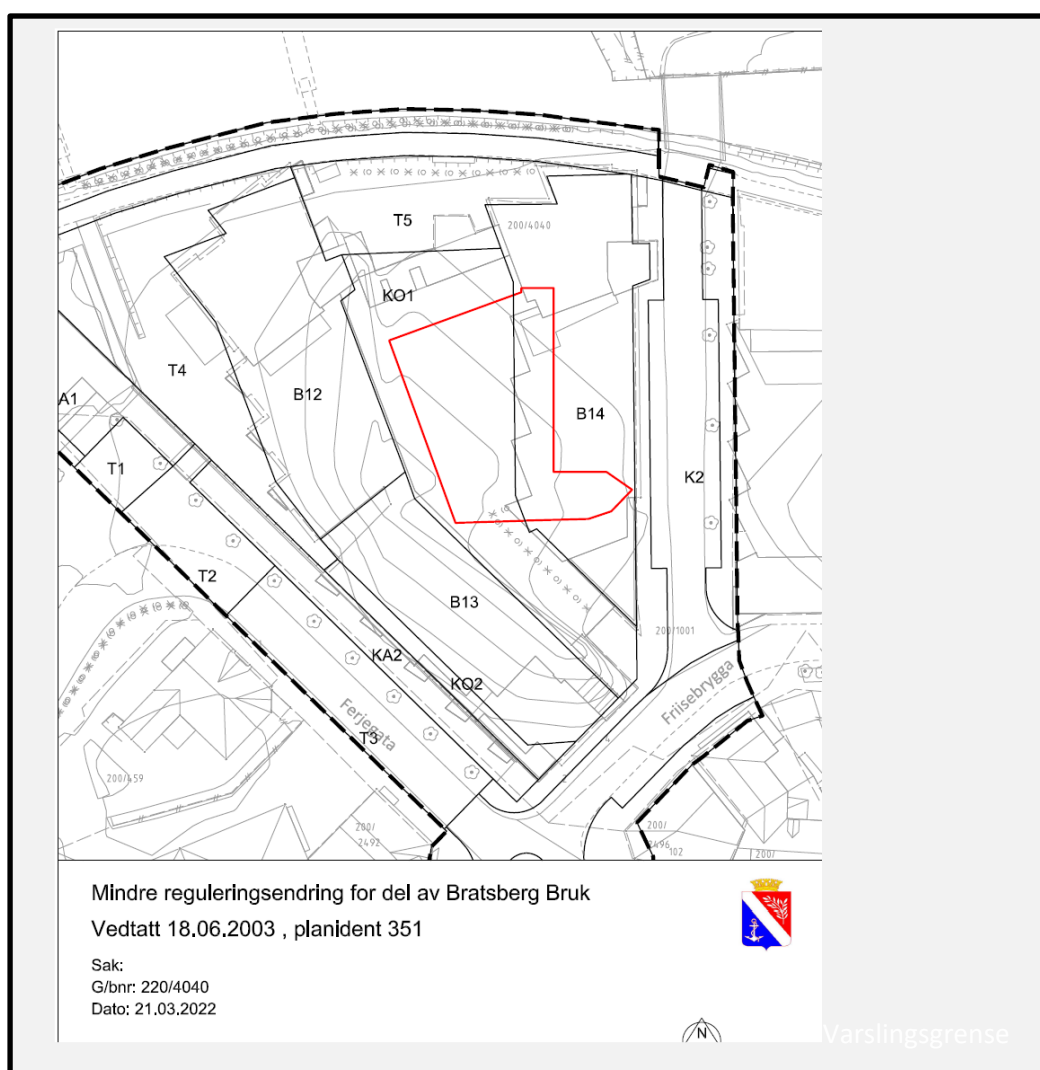 T5
200/4040
KO1
T4
B12
A1
B14
T1
K2
T2
B13
200/1001
KA2
KO2
Friisebrygga
Ferjegata
T3
200/459
200/
2492
200/
2496
102
200/
Mindre reguleringsendring for del av Bratsberg Bruk
Vedtatt 18.06.2003 , planident 351
Sak:
G/bnr: 220/4040
Dato: 21.03.2022
N
Varslingsgrense